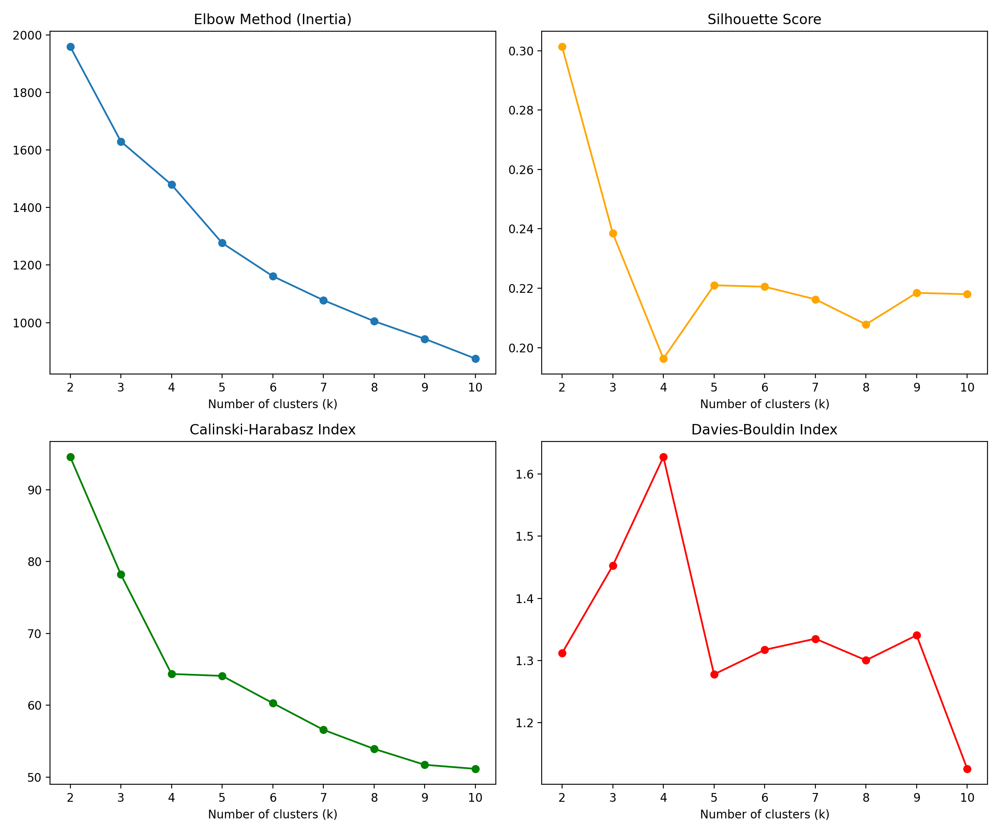 Elbow Method (Inertia)
2000
1800
1600
1400
1200
1000
2 3 4 5 6 7 8 9 10
Number of clusters (k)
Silhouette Score
0.30
0.28
0.26
0.24
0.22
0.20
2 3 4 5 6 7 8 9 10
Number of clusters (k)
Calinski-Harabasz Index
90
80
70
60
50
2 3 4 5 6 7 8 9 10
Number of clusters (k)
Davies-Bouldin Index
1.6
1.5
1.4
1.3
1.2
2 3 4 5 6 7 8 9 10
Number of clusters (k)